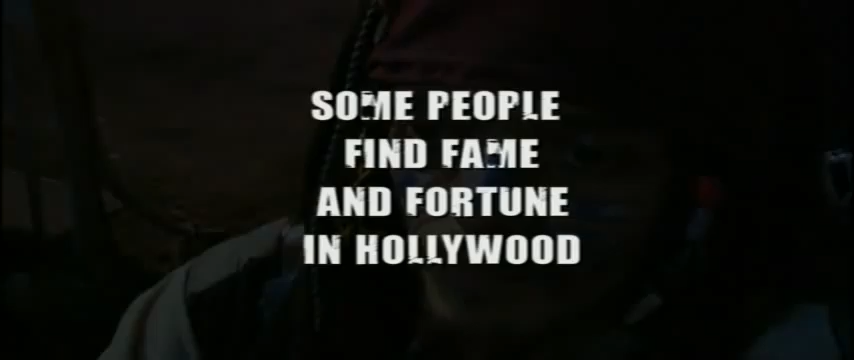 SOME PEOPLE
FIND FAME
AND FORTUNE
IN HOLLYWOOD